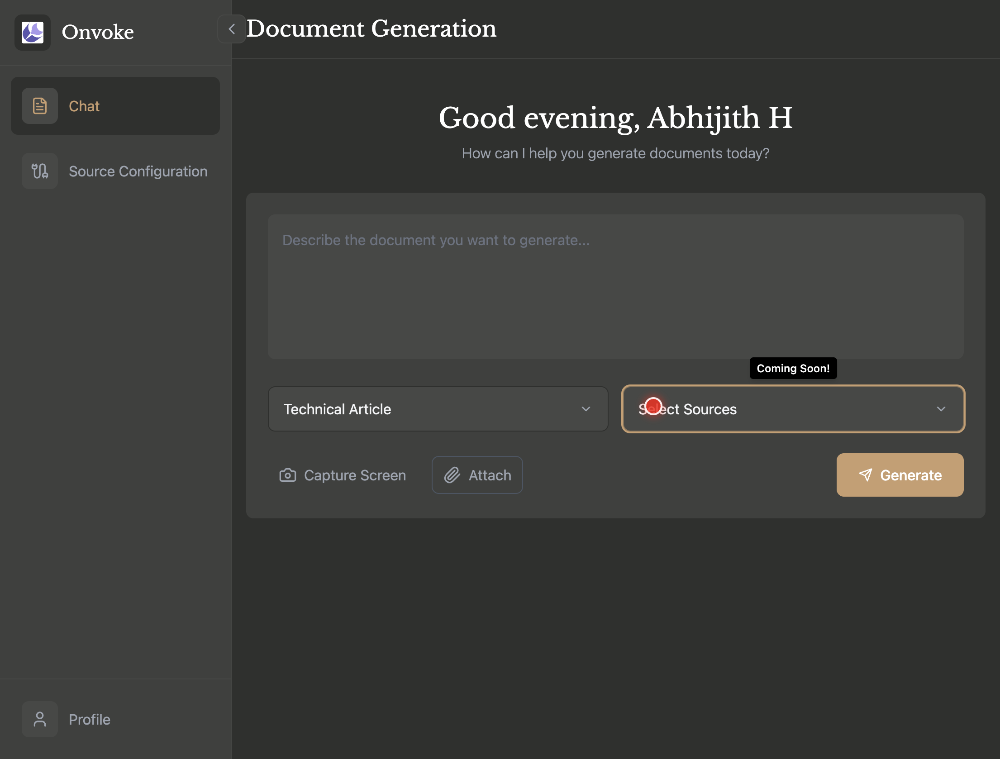 Onvoke
Document Generation
Chat
Source Configuration
Good evening, Abhijith H
How can I help you generate documents today?
Describe the document you want to generate...
Coming Soon!
Technical Article
Select Sources
Capture Screen
Attach
Generate
Profile